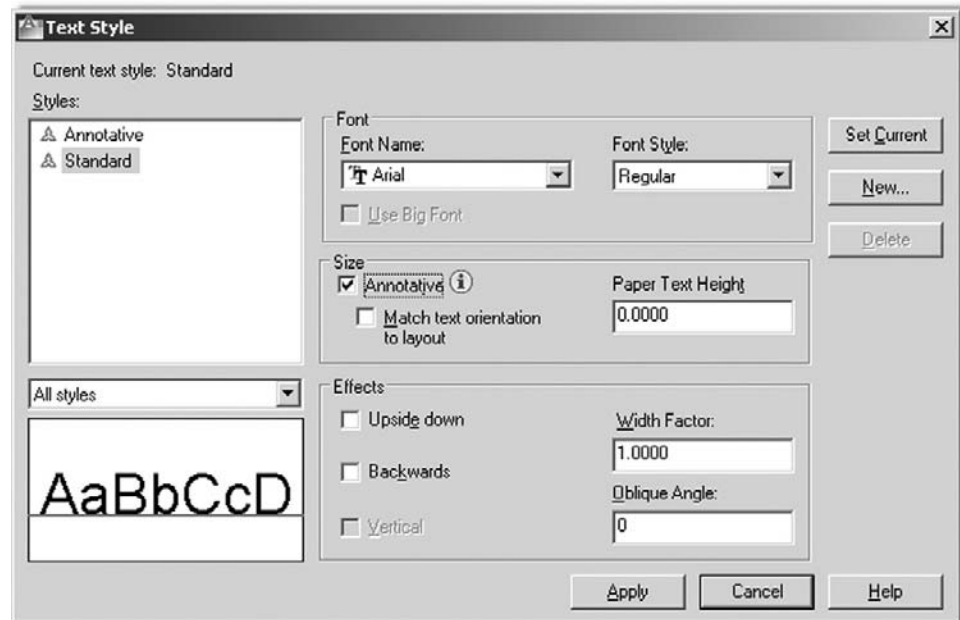 Text Style
Current text style: Standard
Styles:
Annotative
Standard
All styles
AaBbCcD
Font
Font Name:
Arial
Font Style:
Regular
Use Big Font
Size
Annotative
Match text orientation
to layout
Paper Text Height
0.0000
Effects
Upside down
Backwards
Vertical
Width Factor:
1.0000
Oblique Angle:
0
Set Current
New...
Delete
Apply
Cancel
Help